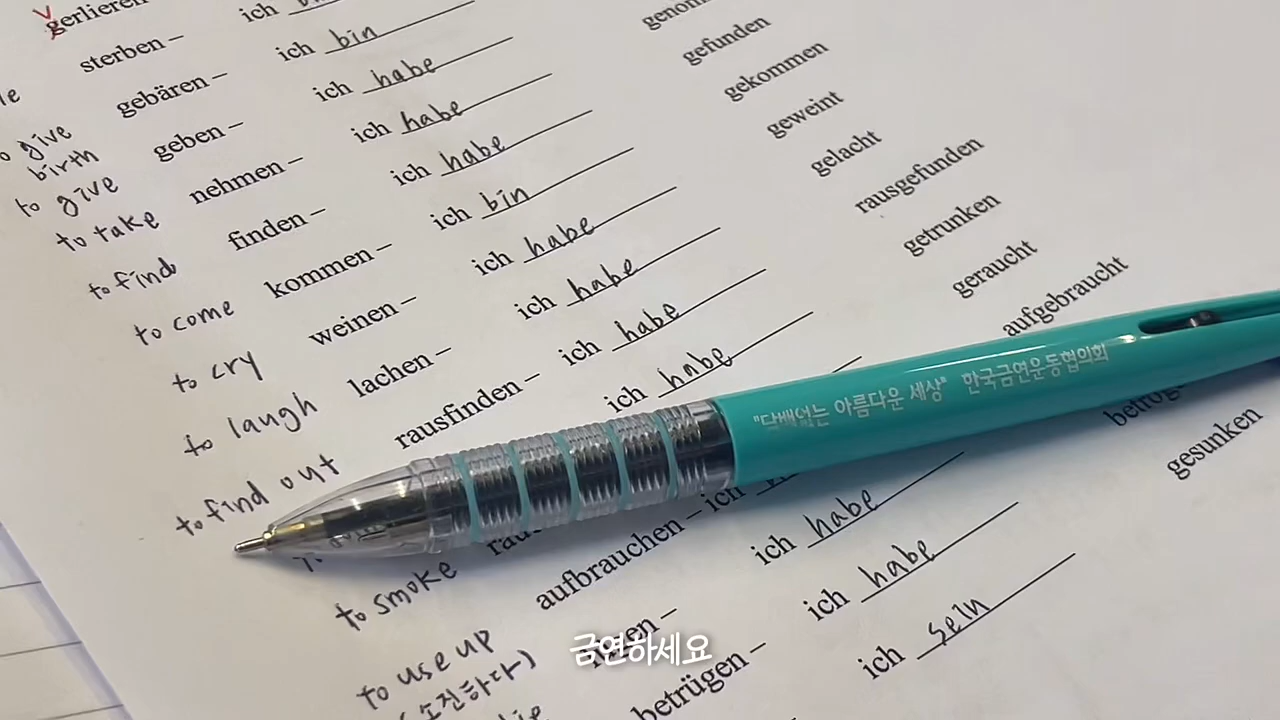 gerlieren
sterben – ich
to give birth gebären – ich bin
to give geben – ich habe
to take nehmen – ich habe
to find finden – ich habe gefunden
to come kommen – ich bin gekommen
to cry weinen – ich habe geweint
to laugh lachen – ich habe gelacht
to find out rausfinden – ich habe rausgefunden
ich habe getrunken
to smoke geraucht
to use up aufbrauchen – ich aufgebraucht
(소진하다)
ich habe
betrügen – ich habe
ich sein gesunken
"담배없는 아름다운 세상" 한국금연운동협의회
금연하세요